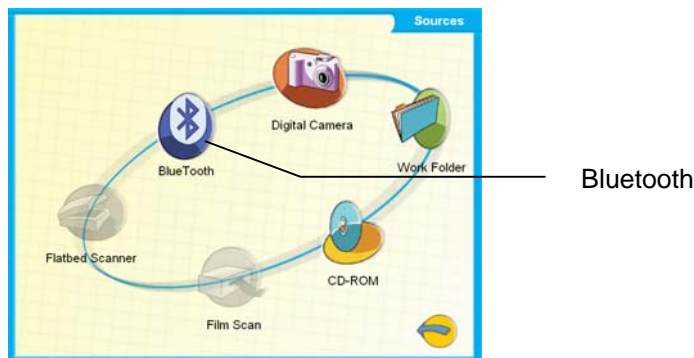 Sources
Digital Camera
BlueTooth
Work Folder
Bluetooth
Flatbed Scanner
CD-ROM
Film Scan